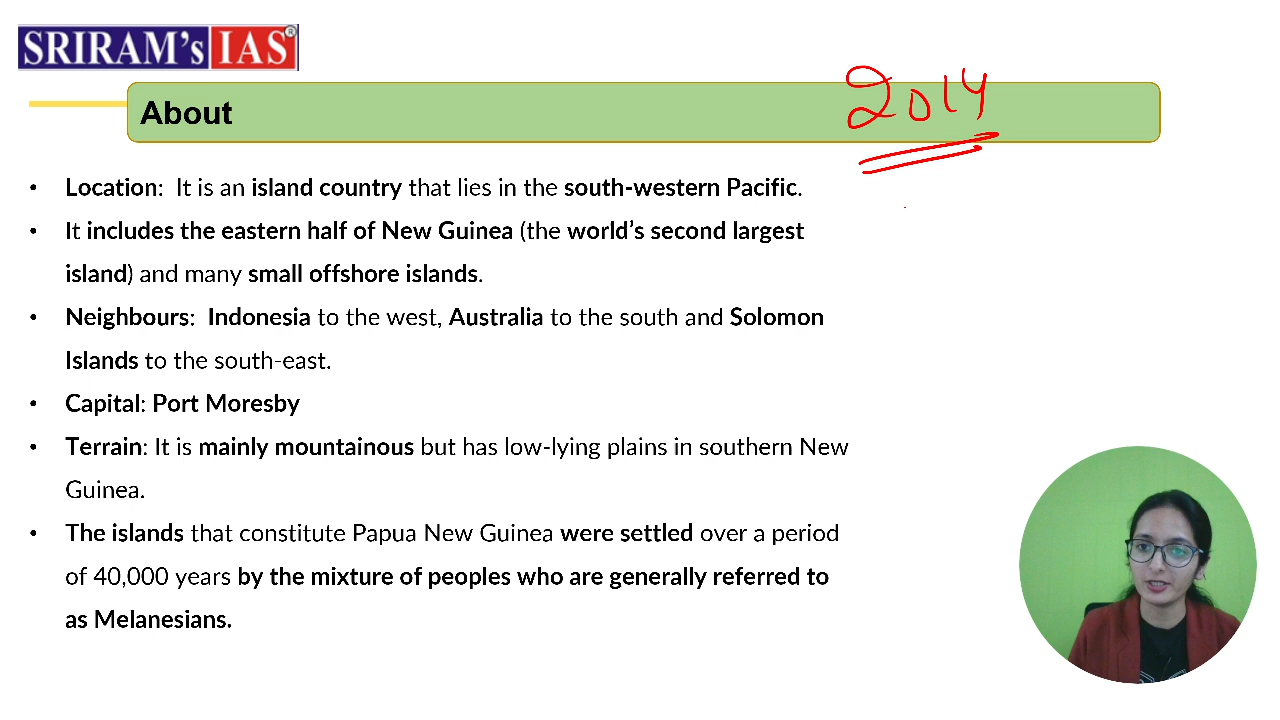 SRIRAM's IAS®
About
2014
• Location: It is an island country that lies in the south-western Pacific.
• It includes the eastern half of New Guinea (the world’s second largest
island) and many small offshore islands.
• Neighbours: Indonesia to the west, Australia to the south and Solomon
Islands to the south-east.
• Capital: Port Moresby
• Terrain: It is mainly mountainous but has low-lying plains in southern New
Guinea.
• The islands that constitute Papua New Guinea were settled over a period
of 40,000 years by the mixture of peoples who are generally referred to
as Melanesians.